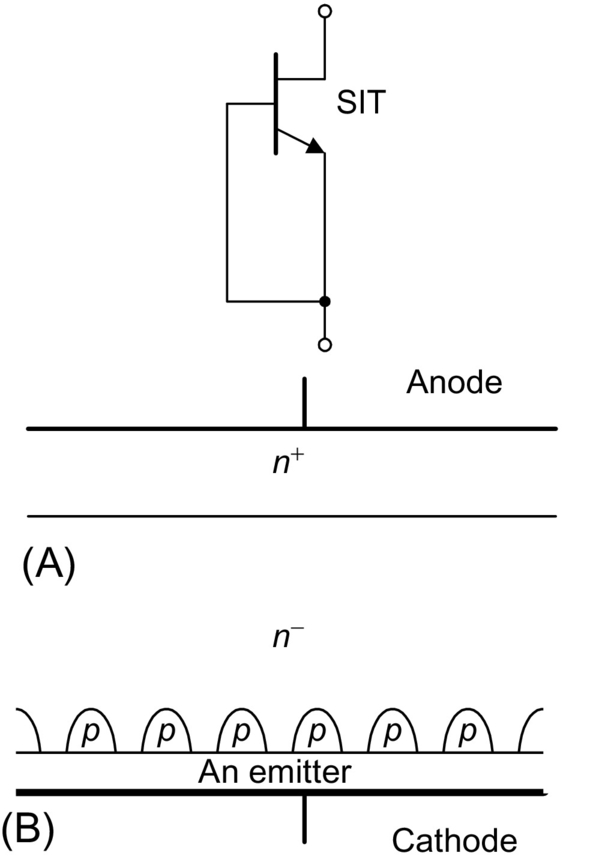 SIT
Anode
n⁺
(A)
n⁻
p p p p p p
An emitter
(B)
Cathode